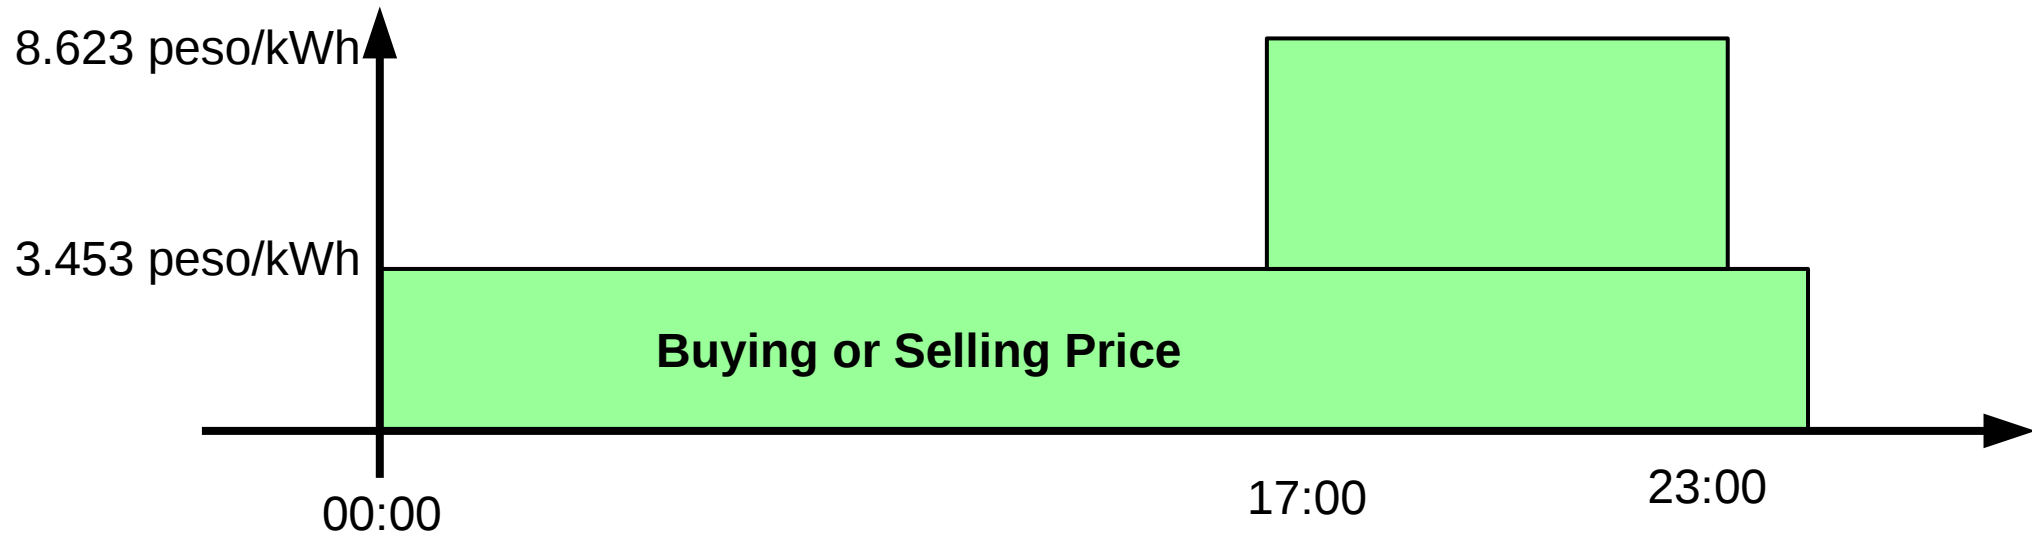 8.623 peso/kWh
3.453 peso/kWh
Buying or Selling Price
00:00
17:00
23:00